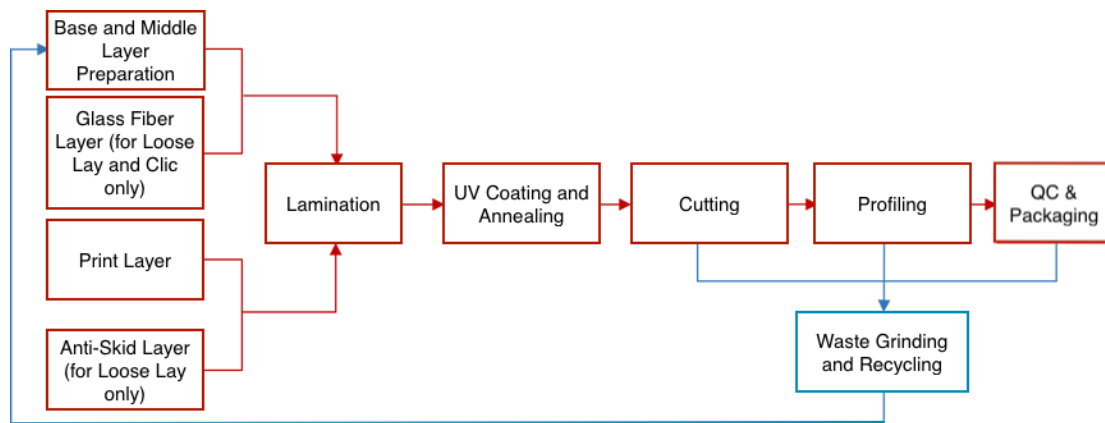 Base and Middle
Layer
Preparation
Glass Fiber
Layer (for Loose
Lay and Clic
only)
Print Layer
Anti-Skid Layer
(for Loose Lay
only)
Lamination
UV Coating and
Annealing
Cutting
Profiling
QC &
Packaging
Waste Grinding
and Recycling